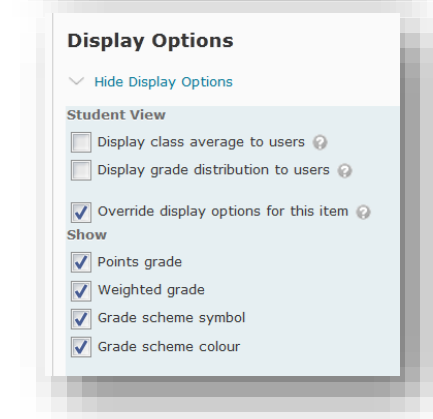 Display Options
Hide Display Options
Student View
Display class average to users
Display grade distribution to users
Override display options for this item
Show
Points grade
Weighted grade
Grade scheme symbol
Grade scheme colour